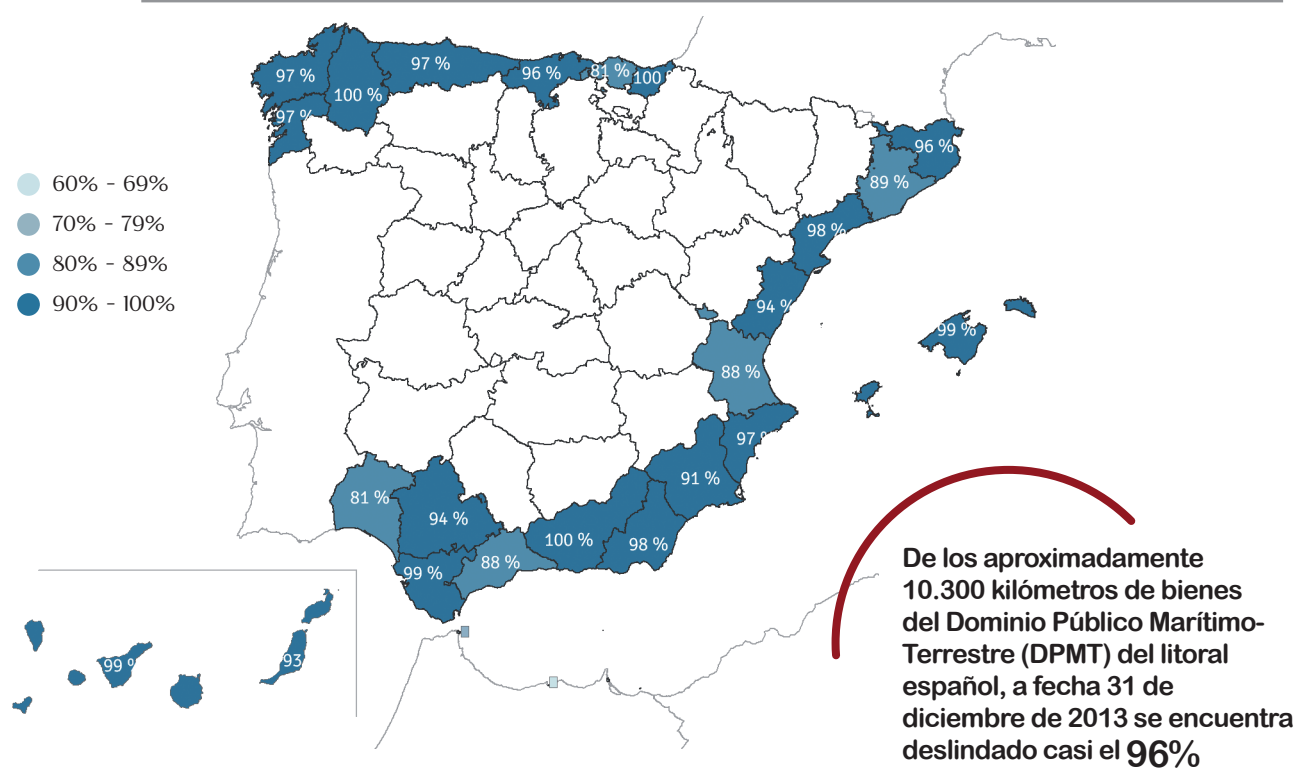 97 %
97 %
96 %
81 %
100
100 %
97 %
96 %
89 %
98 %
94 %
99 %
88 %
97 %
91 %
81 %
94 %
100 %
98 %
99 %
88 %
99 %
93
60% - 69%
70% - 79%
80% - 89%
90% - 100%
De los aproximadamente
10.300 kilómetros de bienes
del Dominio Público Marítimo-
Terrestre (DPMT) del litoral
español, a fecha 31 de
diciembre de 2013 se encuentra
deslindado casi el 96%